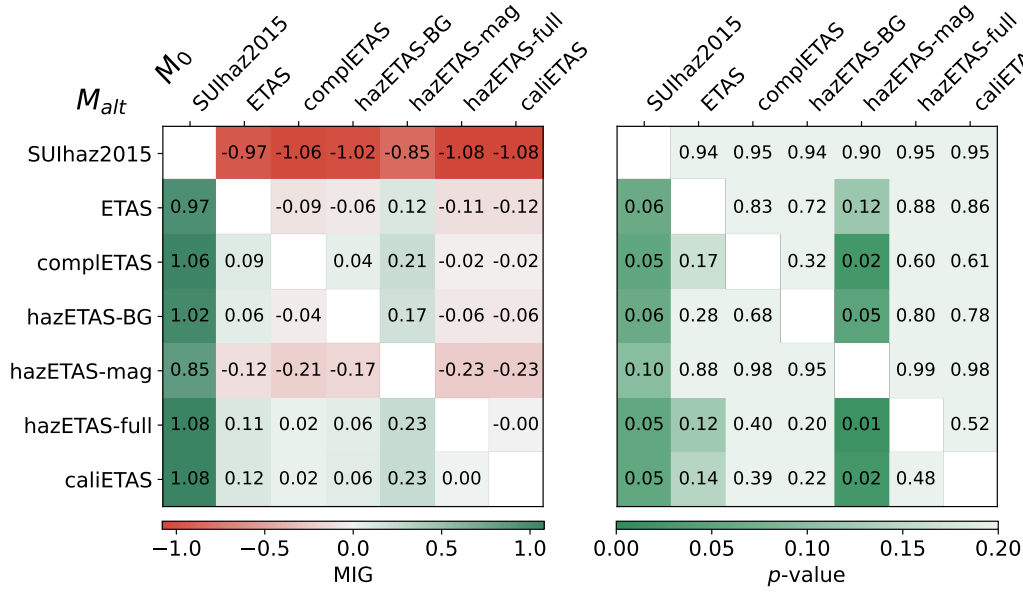 M0
SUIhaz2015
ETAS
complETAS
hazETAS-BG
hazETAS-mag
hazETAS-full
caliETAS
Malt
SUIhaz2015 -0.97 -1.06 -1.02 -0.85 -1.08 -1.08
ETAS 0.97 -0.09 -0.06 0.12 -0.11 -0.12
complETAS 1.06 0.09 0.04 0.21 -0.02 -0.02
hazETAS-BG 1.02 0.06 -0.04 0.17 -0.06 -0.06
hazETAS-mag 0.85 -0.12 -0.21 -0.17 -0.23 -0.23
hazETAS-full 1.08 0.11 0.02 0.06 0.23 -0.00
caliETAS 1.08 0.12 0.02 0.06 0.23 0.00
−1.0 −0.5 0.0 0.5 1.0
MIG
SUIhaz2015
ETAS
complETAS
hazETAS-BG
hazETAS-mag
hazETAS-full
caliETA
0.94 0.95 0.94 0.90 0.95 0.95
0.06 0.83 0.72 0.12 0.88 0.86
0.05 0.17 0.32 0.02 0.60 0.61
0.06 0.28 0.68 0.05 0.80 0.78
0.10 0.88 0.98 0.95 0.99 0.98
0.05 0.12 0.40 0.20 0.01 0.52
0.05 0.14 0.39 0.22 0.02 0.48
0.00 0.05 0.10 0.15 0.20
p-value